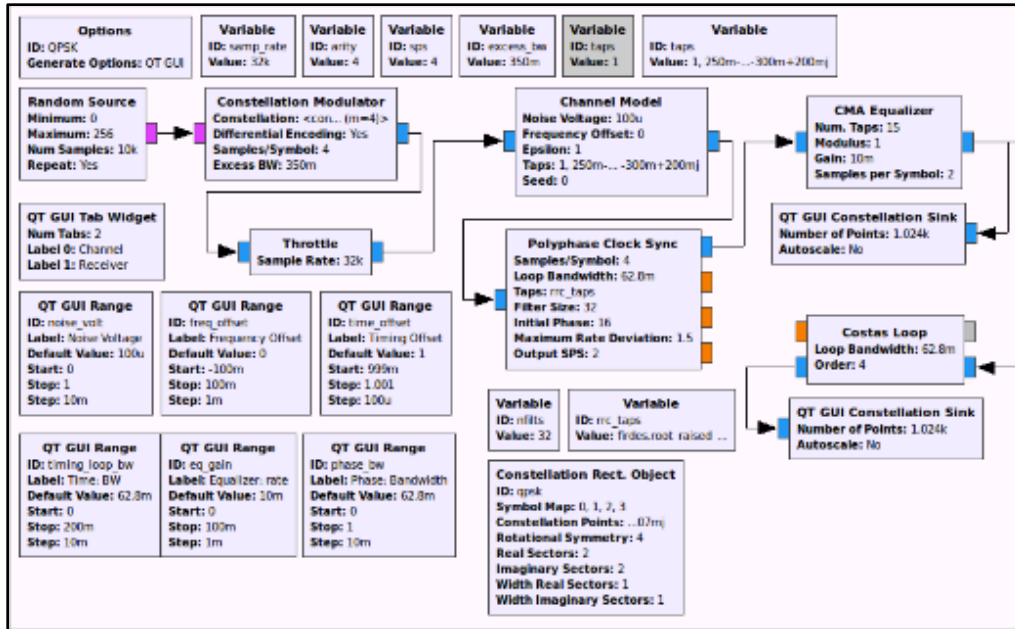 Options
ID: QPSK
Generate Options: QT GUI
Variable
ID: samp_rate
Value: 32k
Variable
ID: arity
Value: 4
Variable
ID: sps
Value: 4
Variable
ID: excess_bw
Value: 350m
Variable
ID: taps
Value: 1
Variable
ID: taps
Value: 1, 250m-...-300m+200mj
Random Source
Minimum: 0
Maximum: 256
Num Samples: 10k
Repeat: Yes
Constellation Modulator
Constellation: <con... (m=4)>
Differential Encoding: Yes
Samples/Symbol: 4
Excess BW: 350m
Channel Model
Noise Voltage: 100u
Frequency Offset: 0
Epsilon: 1
Taps: 1, 250m-... -300m+200mj
Seed: 0
CMA Equalizer
Num. Taps: 15
Modulus: 1
Gain: 10m
Samples per Symbol: 2
QT GUI Tab Widget
Num Tabs: 2
Label 0: Channel
Label 1: Receiver
Throttle
Sample Rate: 32k
Polyphase Clock Sync
Samples/Symbol: 4
Loop Bandwidth: 62.8m
Taps: rrc_taps
Filter Size: 32
Initial Phase: 16
Maximum Rate Deviation: 1.5
Output SPS: 2
QT GUI Constellation Sink
Number of Points: 1.024k
Autoscale: No
QT GUI Range
ID: noise_volt
Label: Noise Voltage
Default Value: 100u
Start: 0
Stop: 1
Step: 10m
QT GUI Range
ID: freq_offset
Label: Frequency Offset
Default Value: 0
Start: -100m
Stop: 100m
Step: 1m
QT GUI Range
ID: time_offset
Label: Timing Offset
Default Value: 1
Start: 999m
Stop: 1.001
Step: 100u
Costas Loop
Loop Bandwidth: 62.8m
Order: 4
Variable
ID: nfilts
Value: 32
Variable
ID: rrc_taps
Value: firdes.root_raised_...
QT GUI Constellation Sink
Number of Points: 1.024k
Autoscale: No
QT GUI Range
ID: timing_loop_bw
Label: Time: BW
Default Value: 62.8m
Start: 0
Stop: 200m
Step: 10m
QT GUI Range
ID: eq_gain
Label: Equalizer: rate
Default Value: 10m
Start: 0
Stop: 100m
Step: 1m
QT GUI Range
ID: phase_bw
Label: Phase: Bandwidth
Default Value: 62.8m
Start: 0
Stop: 1
Step: 10m
Constellation Rect. Object
ID: qpsk
Symbol Map: 0, 1, 2, 3
Constellation Points: ...07mj
Rotational Symmetry: 4
Real Sectors: 2
Imaginary Sectors: 2
Width Real Sectors: 1
Width Imaginary Sectors: 1